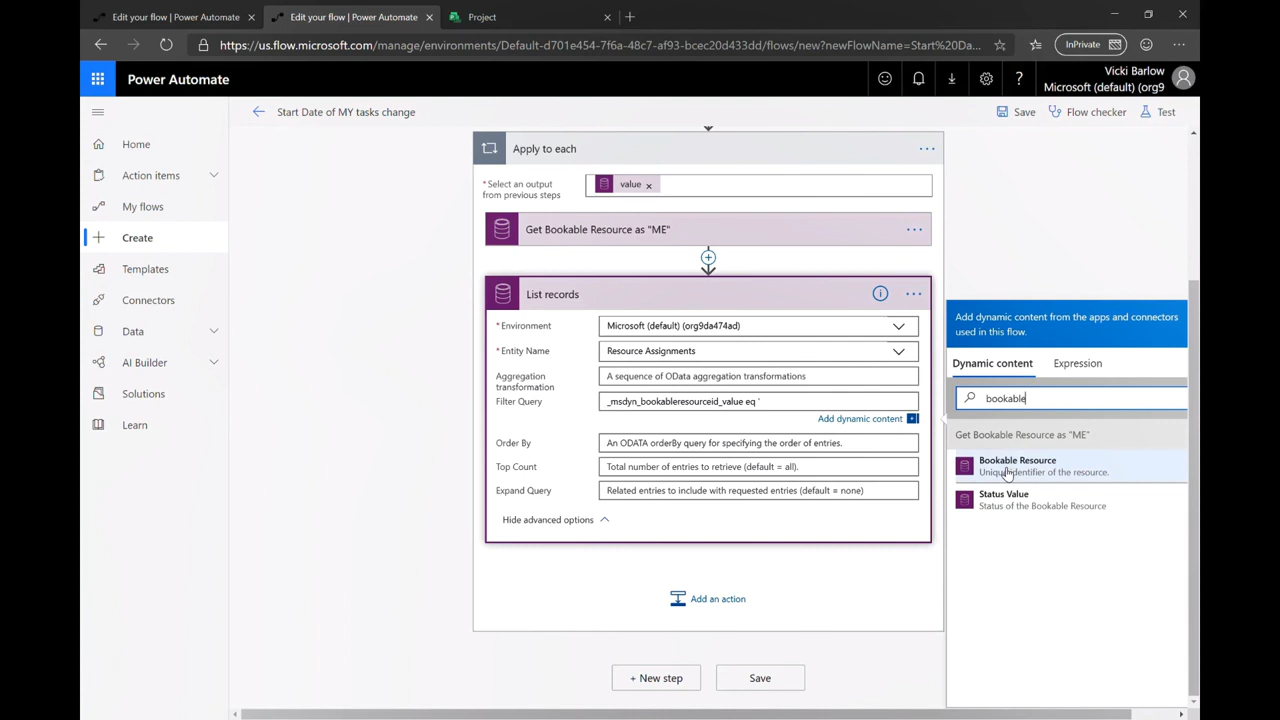 Edit your flow | Power Automate
Edit your flow | Power Automate
Project
https://us.flow.microsoft.com/manage/environments/Default-d701e454-7f6a-48c7-af93-bcec20d433dd/flows/new?newFlowName=Start%20Da...
InPrivate
Power Automate
Vicki Barlow
Microsoft (default) (org9
Start Date of MY tasks change
Save
Flow checker
Test
Home
Action items
My flows
Create
Templates
Connectors
Data
AI Builder
Solutions
Learn
Apply to each
* Select an output
from previous steps
value
Get Bookable Resource as "ME"
List records
* Environment
Microsoft (default) (org9da474ad)
* Entity Name
Resource Assignments
Aggregation
transformation
A sequence of OData aggregation transformations
Filter Query
_msdyn_bookableresourceid_value eq '
Add dynamic content
Order By
An ODATA orderBy query for specifying the order of entries.
Top Count
Total number of entries to retrieve (default = all).
Expand Query
Related entries to include with requested entries (default = none)
Hide advanced options
Add an action
+ New step
Save
Add dynamic content from the apps and connectors
used in this flow.
Dynamic content
Expression
bookable
Get Bookable Resource as "ME"
Bookable Resource
Unique identifier of the resource.
Status Value
Status of the Bookable Resource